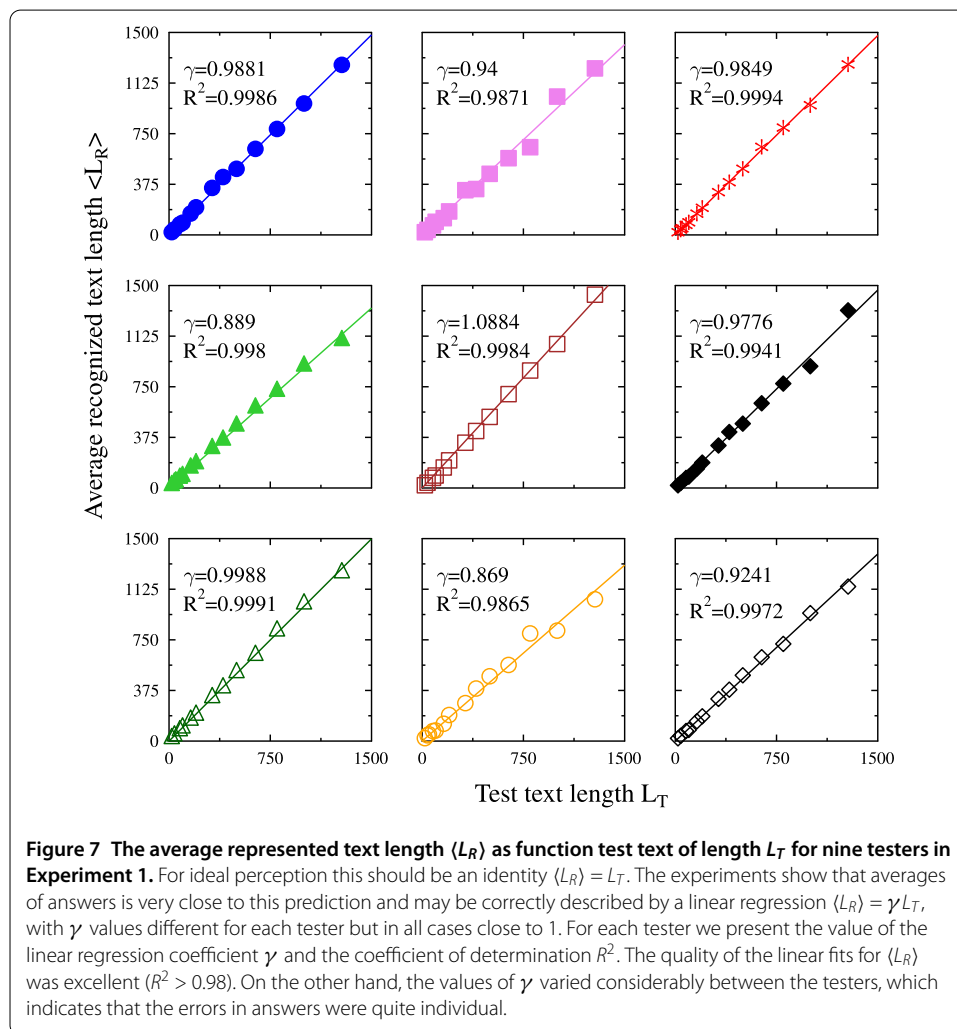 1500
1125
750
375
0
γ=0.9881
R²=0.9986
γ=0.94
R²=0.9871
γ=0.9849
R²=0.9994
Average recognized text length <L_R>
1500
1125
750
375
0
γ=0.889
R²=0.998
γ=1.0884
R²=0.9984
γ=0.9776
R²=0.9941
1500
1125
750
375
0
γ=0.9988
R²=0.9991
γ=0.869
R²=0.9865
γ=0.9241
R²=0.9972
0 750 1500 0 750 1500 0 750 1500
Test text length L_T
Figure 7 The average represented text length ⟨L_R⟩ as function test text of length L_T for nine testers in
Experiment 1. For ideal perception this should be an identity ⟨L_R⟩ = L_T. The experiments show that averages
of answers is very close to this prediction and may be correctly described by a linear regression ⟨L_R⟩ = γL_T,
with γ values different for each tester but in all cases close to 1. For each tester we present the value of the
linear regression coefficient γ and the coefficient of determination R². The quality of the linear fits for ⟨L_R⟩
was excellent (R² > 0.98). On the other hand, the values of γ varied considerably between the testers, which
indicates that the errors in answers were quite individual.